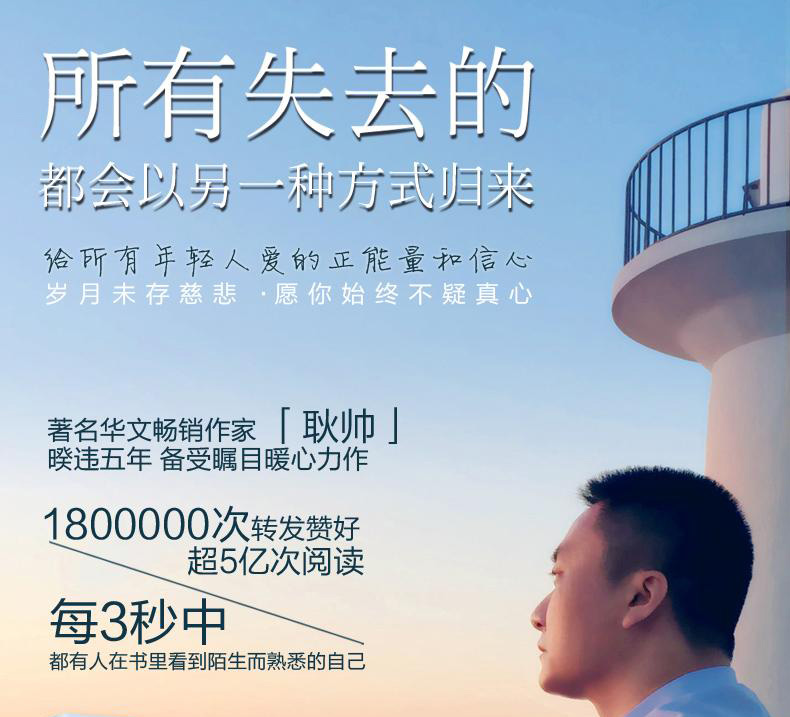 所有失去的
都会以另一种方式归来
给所有年轻人爱的正能量和信心
岁月未存慈悲 ·愿你始终不疑真心
著名华文畅销作家「耿帅」
暌违五年 备受瞩目暖心力作
1800000次转发赞好
超5亿次阅读
每3秒中
都有人在书里看到陌生而熟悉的自己